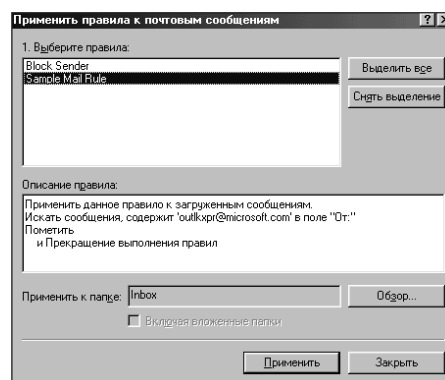 Применить правила к почтовым сообщениям
1. Выберите правила:
Block Sender
Sample Mail Rule
Выделить все
Снять выделение
Описание правила:
Применить данное правило к загруженным сообщениям.
Искать сообщения, содержит 'outlkxpr@microsoft.com' в поле "От:"
Пометить
и Прекращение выполнения правил
Применить к папке: Inbox
Обзор...
Включая вложенные папки
Применить
Закрыть